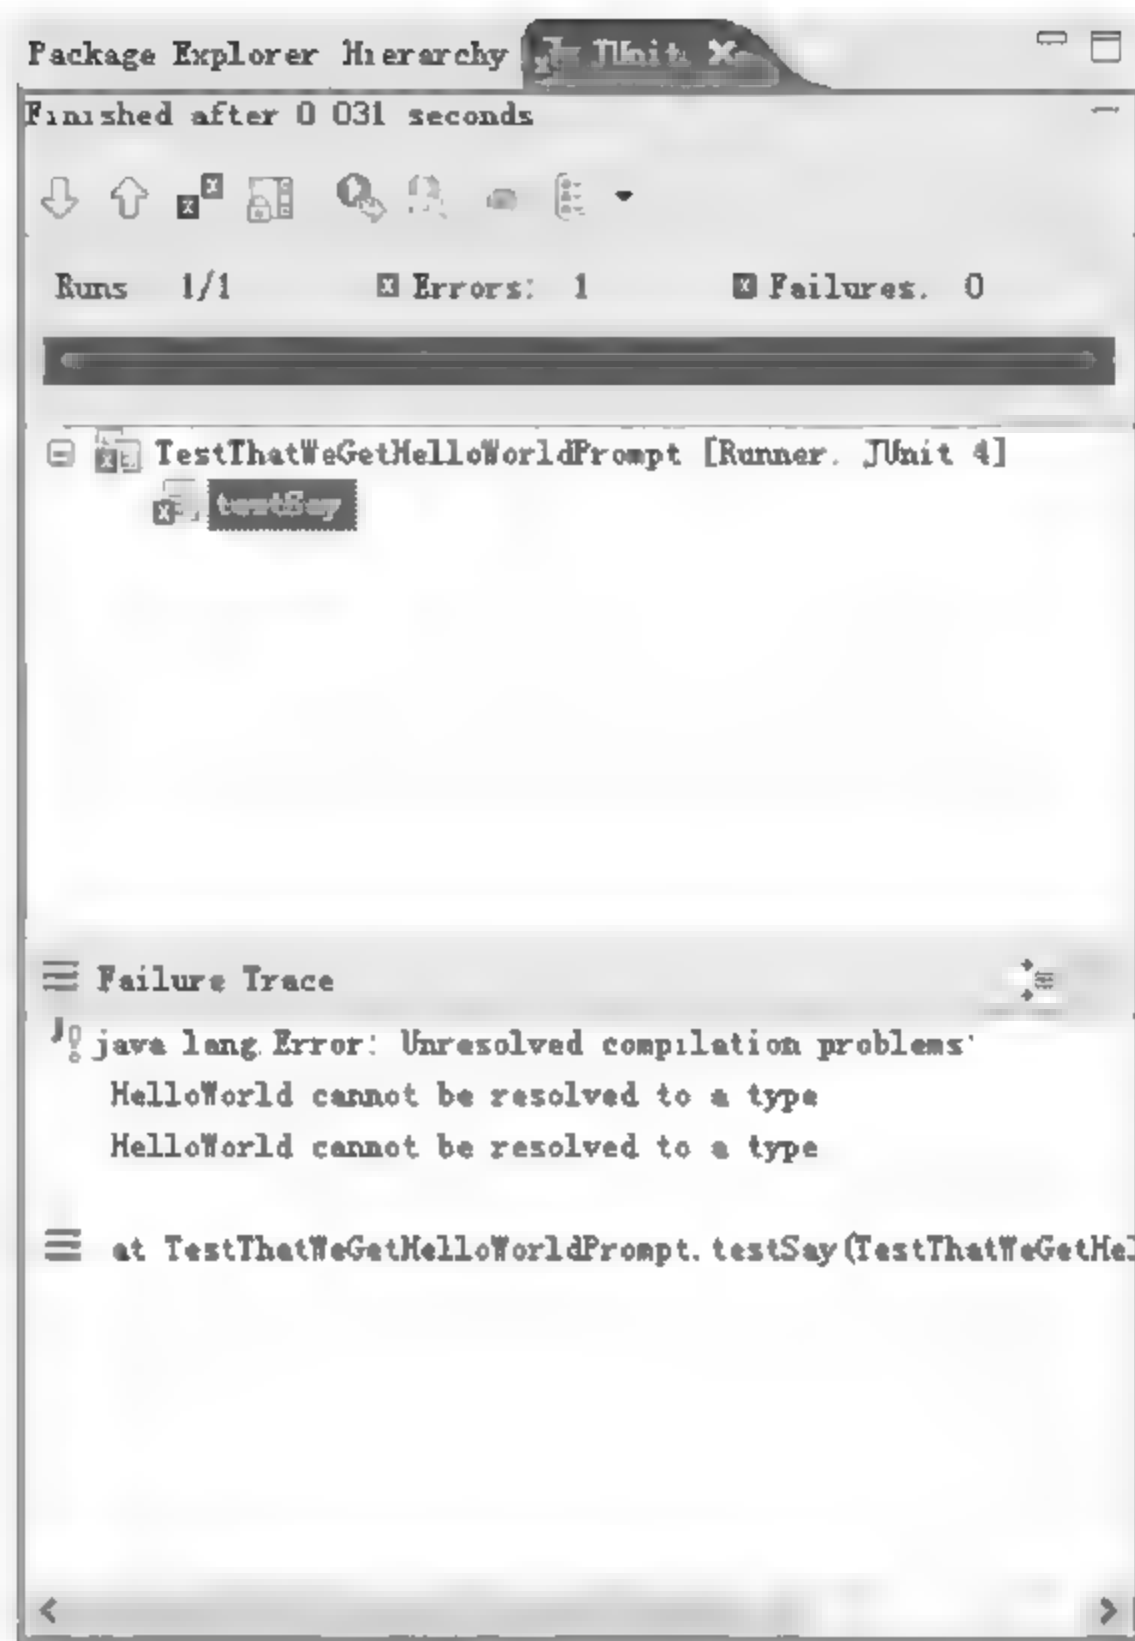 Package Explorer Hierarchy JUnit X
Finished after 0 031 seconds
Runs 1/1 Errors: 1 Failures. 0
TestThatWeGetHelloWorldPrompt [Runner. JUnit 4]
testSay
Failure Trace
java lang.Error: Unresolved compilation problems:
HelloWorld cannot be resolved to a type
HelloWorld cannot be resolved to a type
at TestThatWeGetHelloWorldPrompt.testSay(TestThatWeGetHel